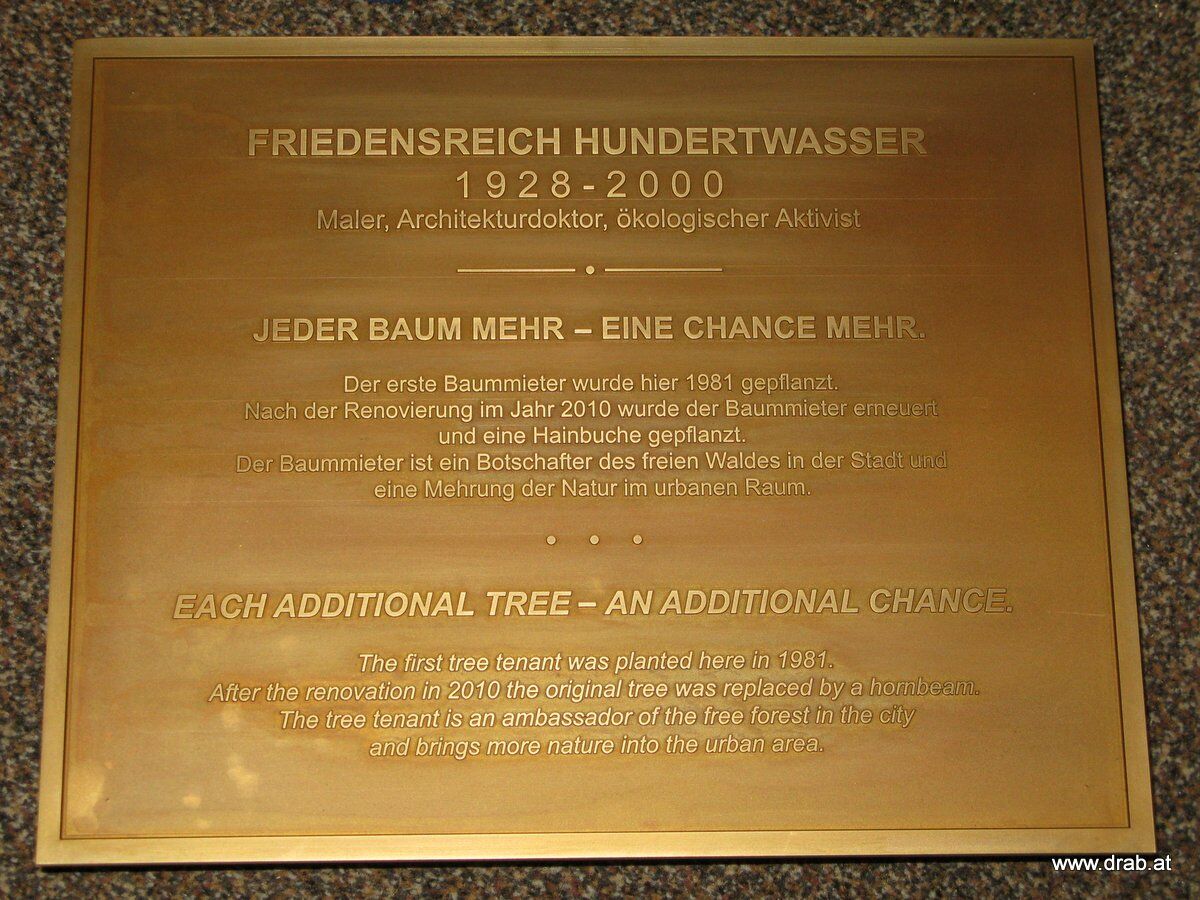 FRIEDENSREICH HUNDERTWASSER
1928-2000
Maler, Architekturdoktor, ökologischer Aktivist
JEDER BAUM MEHR – EINE CHANCE MEHR.
Der erste Baummieter wurde hier 1981 gepflanzt.
Nach der Renovierung im Jahr 2010 wurde der Baummieter erneuert
und eine Hainbuche gepflanzt.
Der Baummieter ist ein Botschafter des freien Waldes in der Stadt und
eine Mehrung der Natur im urbanen Raum.
EACH ADDITIONAL TREE – AN ADDITIONAL CHANCE.
The first tree tenant was planted here in 1981.
After the renovation in 2010 the original tree was replaced by a hornbeam.
The tree tenant is an ambassador of the free forest in the city
and brings more nature into the urban area.
www.drab.at